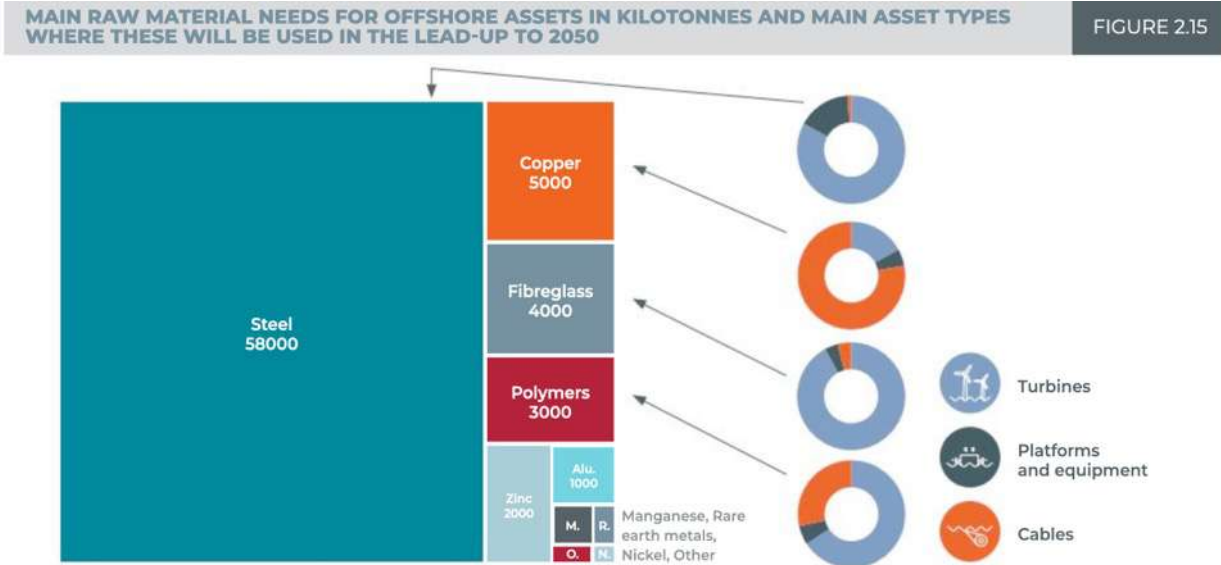 MAIN RAW MATERIAL NEEDS FOR OFFSHORE ASSETS IN KILOTONNES AND MAIN ASSET TYPES
WHERE THESE WILL BE USED IN THE LEAD-UP TO 2050
FIGURE 2.15
Steel
58000
Copper
5000
Fibreglass
4000
Polymers
3000
Zinc
2000
Alu.
1000
M.
R.
O.
N.
Manganese, Rare
earth metals,
Nickel, Other
Turbines
Platforms
and equipment
Cables